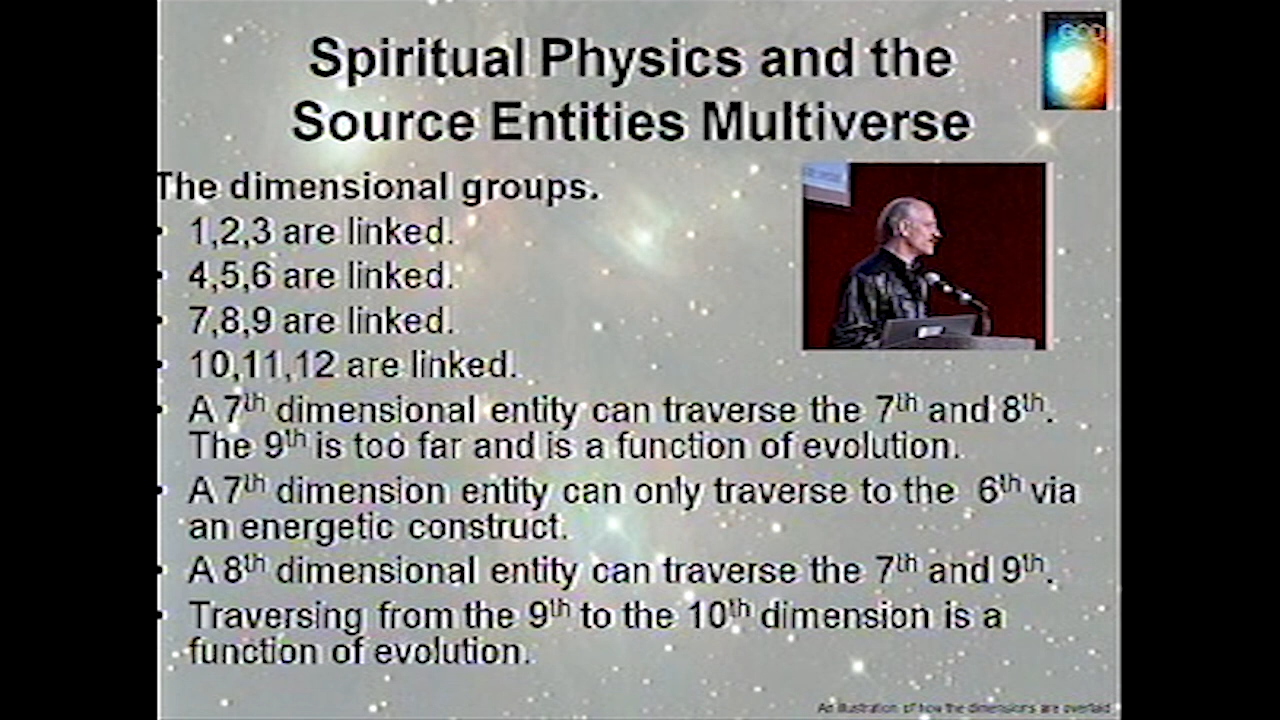 Spiritual Physics and the
Source Entities Multiverse
GOD
The dimensional groups.
• 1,2,3 are linked.
• 4,5,6 are linked.
• 7,8,9 are linked.
• 10,11,12 are linked.
• A 7th dimensional entity can traverse the 7th and 8th.
The 9th is too far and is a function of evolution.
• A 7th dimension entity can only traverse to the 6th via
an energetic construct.
• A 8th dimensional entity can traverse the 7th and 9th.
• Traversing from the 9th to the 10th dimension is a
function of evolution.
An illustration of how the dimensions are overlaid